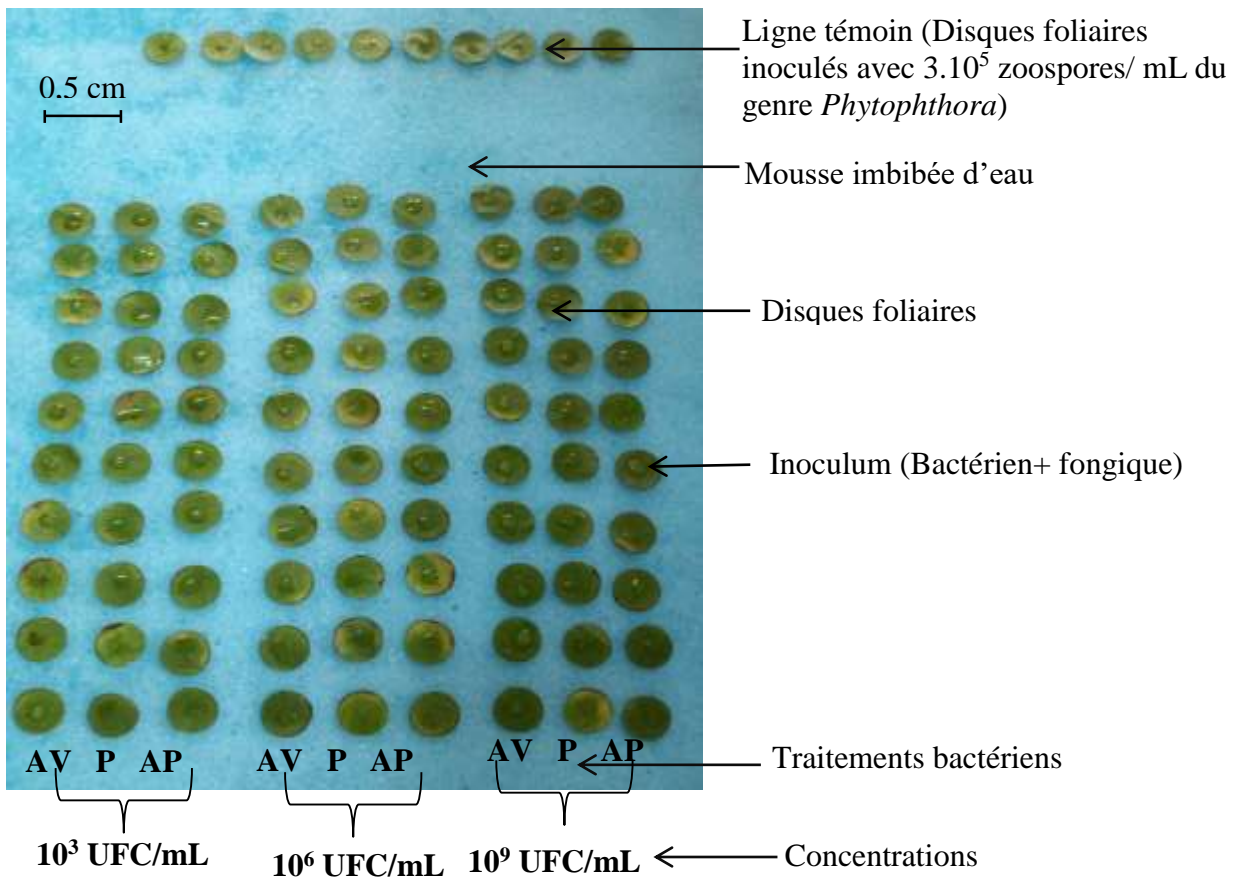 Ligne témoin (Disques foliaires
inoculés avec 3.10⁵ zoospores/ mL du
genre Phytophthora)
0.5 cm
Mousse imbibée d'eau
Disques foliaires
Inoculum (Bactérien+ fongique)
AV P AP AV P AP AV P AP
Traitements bactériens
10³ UFC/mL 10⁶ UFC/mL 10⁹ UFC/mL
Concentrations